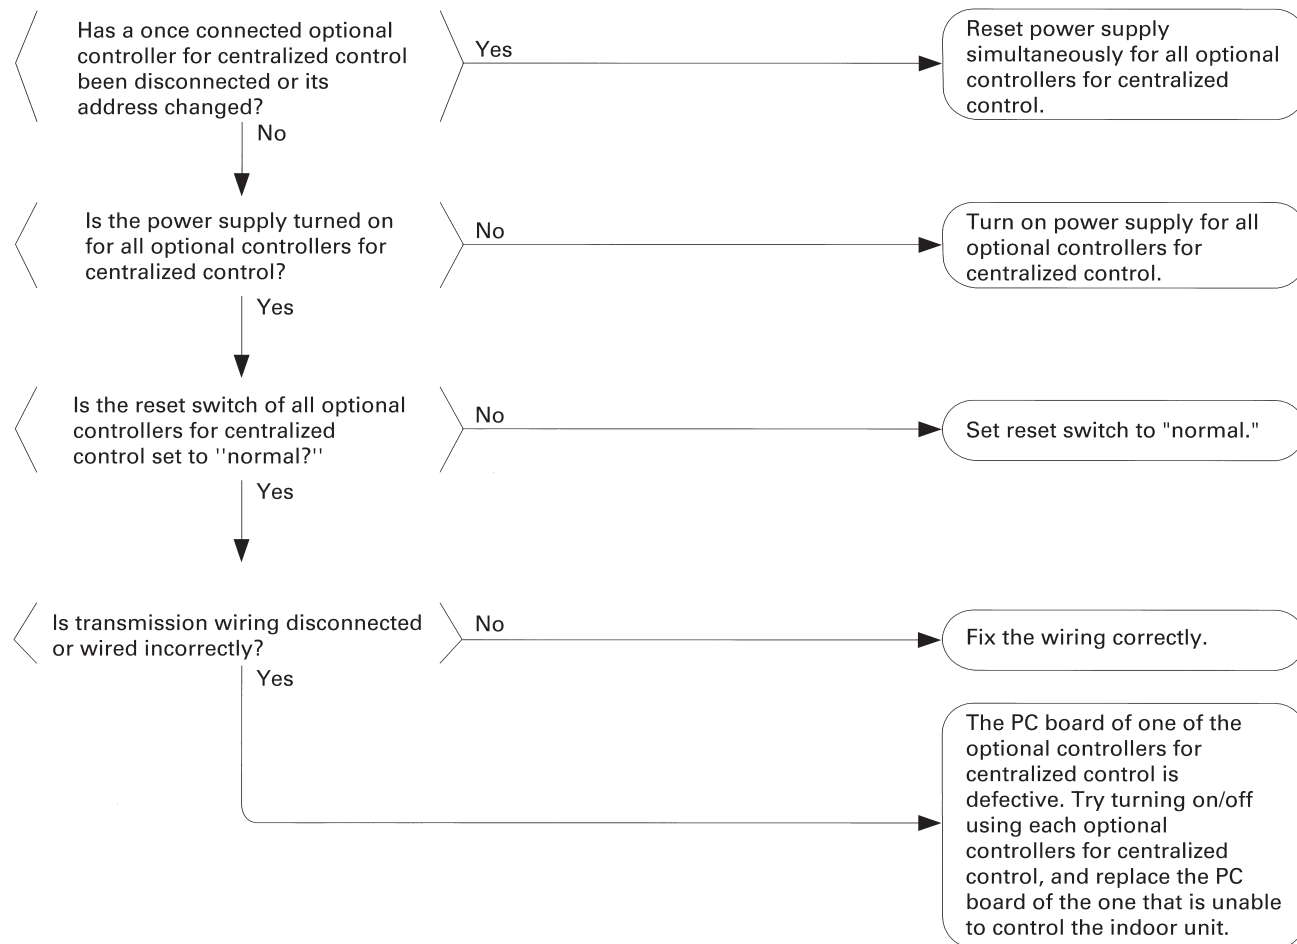 Has a once connected optional
controller for centralized control
been disconnected or its
address changed?
Yes
Reset power supply
simultaneously for all optional
controllers for centralized
control.
No
Is the power supply turned on
for all optional controllers for
centralized control?
No
Turn on power supply for all
optional controllers for
centralized control.
Yes
Is the reset switch of all optional
controllers for centralized
control set to ''normal?''
No
Set reset switch to "normal."
Yes
Is transmission wiring disconnected
or wired incorrectly?
No
Fix the wiring correctly.
Yes
The PC board of one of the
optional controllers for
centralized control is
defective. Try turning on/off
using each optional
controllers for centralized
control, and replace the PC
board of the one that is unable
to control the indoor unit.